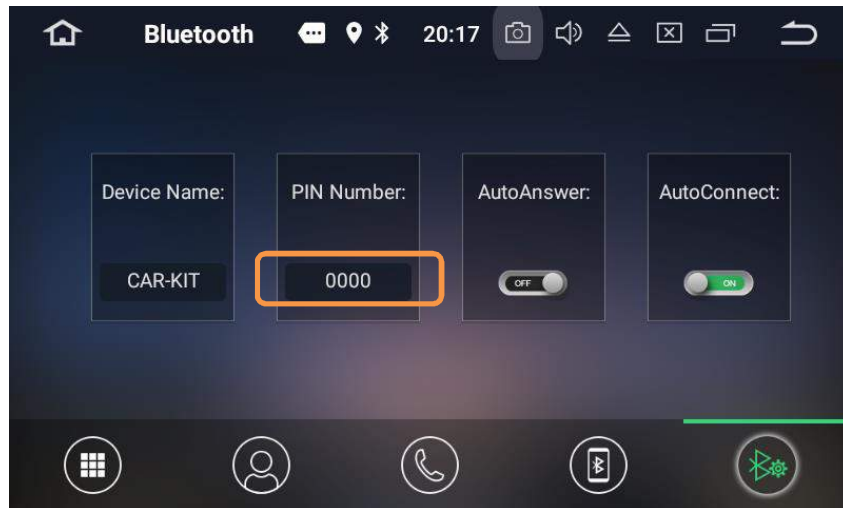 Bluetooth 20:17
Device Name: PIN Number: AutoAnswer: AutoConnect:
CAR-KIT 0000 OFF ON